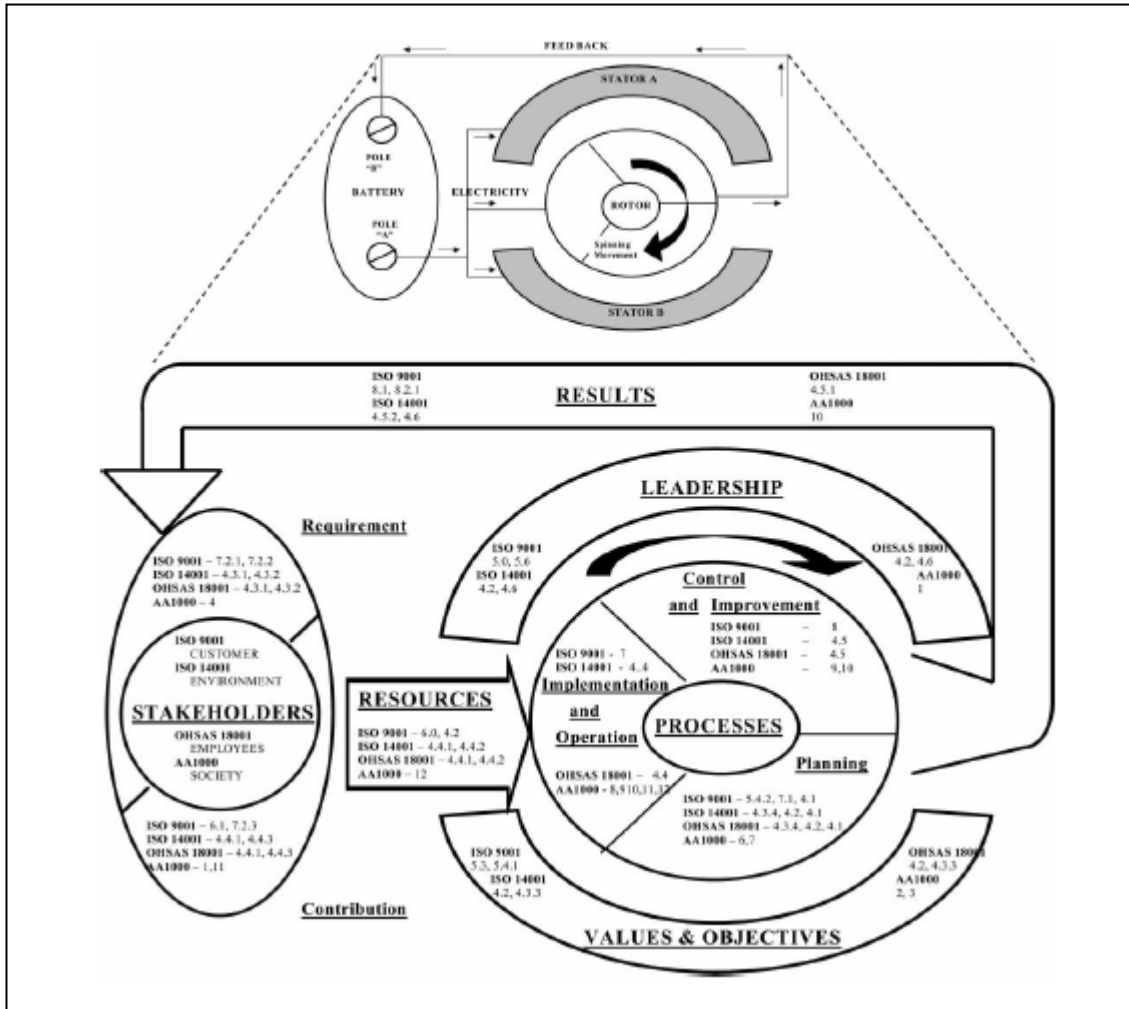 FEED BACK
STATOR A
POLE
"B"
BATTERY
ELECTRICITY
ROTOR
POLE
"A"
Spinning
Movement
STATOR B
ISO 9001
8.1, 8.2.1
ISO 14001
4.5.2, 4.6
RESULTS
OHSAS 18001
4.5.1
AA1000
10
LEADERSHIP
ISO 9001
5.0, 5.6
ISO 14001
4.2, 4.6
OHSAS 18001
4.2, 4.6
AA1000
1
Requirement
ISO 9001 – 7.2.1, 7.2.2
ISO 14001 – 4.3.1, 4.3.2
OHSAS 18001 – 4.3.1, 4.3.2
AA1000 – 4
ISO 9001
CUSTOMER
ISO 14001
ENVIRONMENT
STAKEHOLDERS
OHSAS 18001
EMPLOYEES
AA1000
SOCIETY
ISO 9001 – 6.1, 7.2.3
ISO 14001 – 4.4.1, 4.4.3
OHSAS 18001 – 4.4.1, 4.4.3
AA1000 – 1,11
Contribution
RESOURCES
ISO 9001 – 6.0, 4.2
ISO 14001 – 4.4.1, 4.4.2
OHSAS 18001 – 4.4.1, 4.4.2
AA1000 – 12
Control
and Improvement
ISO 9001 – 8
ISO 14001 – 4.5
OHSAS 18001 – 4.5
AA1000 – 9,10
ISO 9001 - 7
ISO 14001 - 4..4
Implementation
and
Operation
OHSAS 18001 – 4.4
AA1000 - 8,910,11,12
PROCESSES
Planning
ISO 9001 – 5.4.2, 7.1, 4.1
ISO 14001 – 4.3.4, 4.2, 4.1
OHSAS 18001 – 4.3.4, 4.2, 4.1
AA1000 – 6,7
ISO 9001
5.3, 5.4.1
ISO 14001
4.2, 4.3.3
OHSAS 18001
4.2, 4.3.3
AA1000
2, 3
VALUES & OBJECTIVES